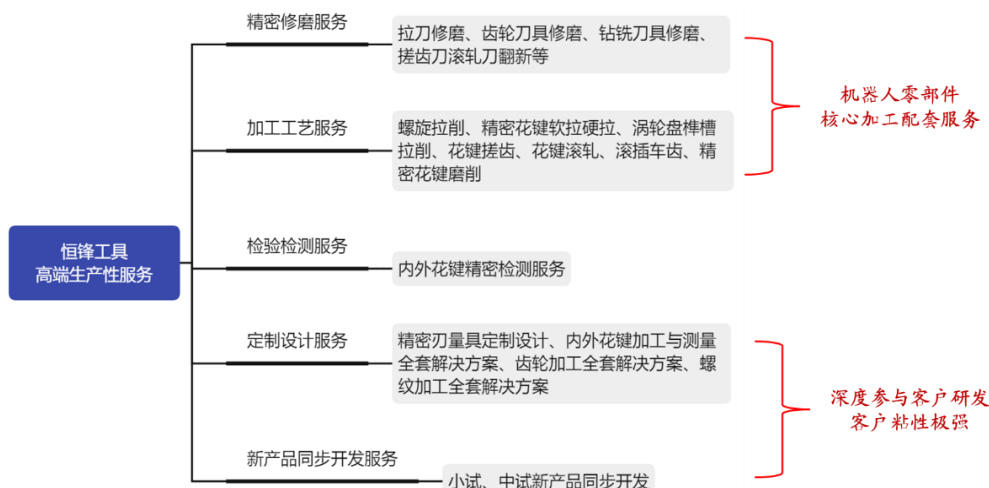 精密修磨服务
拉刀修磨、齿轮刀具修磨、钻铣刀具修磨、
搓齿刀滚轧刀翻新等
机器人零部件
核心加工配套服务
加工工艺服务
螺旋拉削、精密花键软拉硬拉、涡轮盘榫槽
拉削、花键搓齿、花键滚轧、滚插车齿、精
密花键磨削
恒锋工具
高端生产性服务
检验检测服务
内外花键精密检测服务
定制设计服务
精密刃量具定制设计、内外花键加工与测量
全套解决方案、齿轮加工全套解决方案、螺
纹加工全套解决方案
深度参与客户研发
客户粘性极强
新产品同步开发服务
小试、中试新产品同步开发